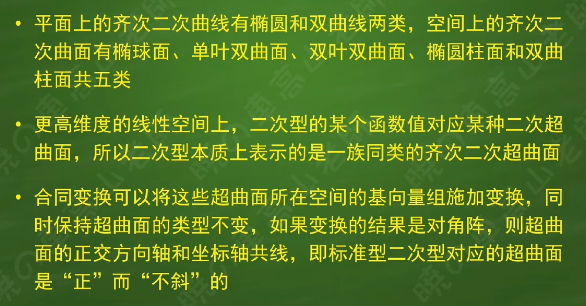 • 平面上的齐次二次曲线有椭圆和双曲线两类，空间上的齐次二
次曲面有椭球面、单叶双曲面、双叶双曲面、椭圆柱面和双曲
柱面共五类
• 更高维度的线性空间上，二次型的某个函数值对应某种二次超
曲面，所以二次型本质上表示的是一族同类的齐次二次超曲面
• 合同变换可以将这些超曲面所在空间的基向量组施加变换，同
时保持超曲面的类型不变，如果变换的结果是对角阵，则超曲
面的正交方向轴和坐标轴共线，即标准型二次型对应的超曲面
是“正”而“不斜”的